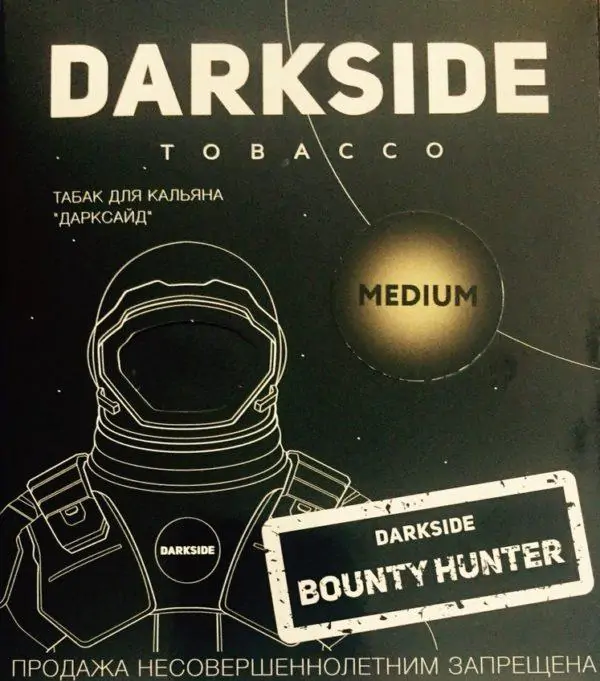 DARKSIDE
TOBACCO
ТАБАК ДЛЯ КАЛЬЯНА
"ДАРКСАЙД"
MEDIUM
DARKSIDE
DARKSIDE
BOUNTY HUNTER
ПРОДАЖА НЕСОВЕРШЕННОЛЕТНИМ ЗАПРЕЩЕНА